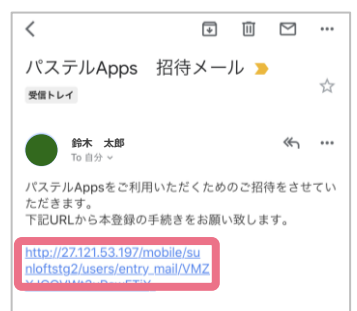 パステルApps 招待メール
受信トレイ
鈴木 太郎
To 自分
パステルAppsをご利用いただくためのご招待をさせてい
ただきます。
下記URLから本登録の手続きをお願い致します。
http://27.121.53.197/mobile/su
nloftstg2/users/entry_mail/VMZ